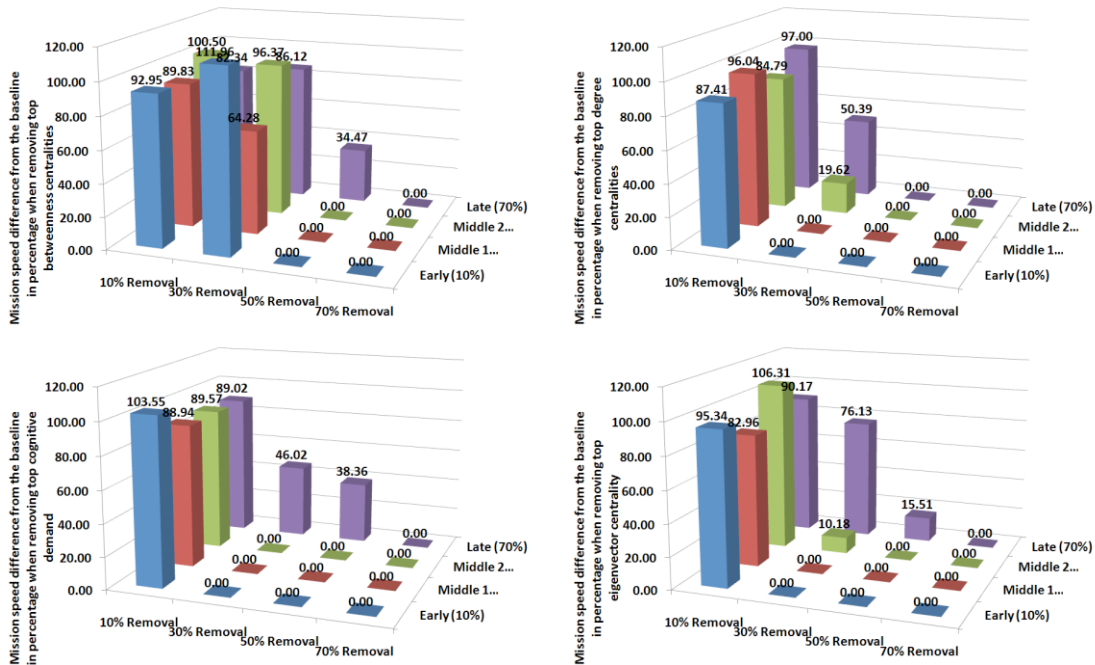 Mission speed difference from the baseline
in percentage when removing top
betweenness centralities
120.00
100.00
80.00
60.00
40.00
20.00
0.00
92.95
89.83
100.50
111.96
82.34
64.28
96.37
86.12
34.47
0.00
0.00
0.00
0.00
0.00
0.00
0.00
10% Removal
30% Removal
50% Removal
70% Removal
Late (70%)
Middle 2...
Middle 1...
Early (10%)
Mission speed difference from the baseline
in percentage when removing top degree
centralities
120.00
100.00
80.00
60.00
40.00
20.00
0.00
87.41
96.04
84.79
97.00
50.39
19.62
0.00
0.00
0.00
0.00
0.00
0.00
0.00
0.00
0.00
0.00
10% Removal
30% Removal
50% Removal
70% Removal
Late (70%)
Middle 2...
Middle 1...
Early (10%)
Mission speed difference from the baseline
in percentage when removing top cognitive
demand
120.00
100.00
80.00
60.00
40.00
20.00
0.00
103.55
88.94
89.57
89.02
46.02
38.36
0.00
0.00
0.00
0.00
0.00
0.00
0.00
0.00
0.00
0.00
10% Removal
30% Removal
50% Removal
70% Removal
Late (70%)
Middle 2...
Middle 1...
Early (10%)
Mission speed difference from the baseline
in percentage when removing top
eigenvector centrality
120.00
100.00
80.00
60.00
40.00
20.00
0.00
95.34
82.96
106.31
90.17
76.13
10.18
15.51
0.00
0.00
0.00
0.00
0.00
0.00
0.00
0.00
0.00
10% Removal
30% Removal
50% Removal
70% Removal
Late (70%)
Middle 2...
Middle 1...
Early (10%)